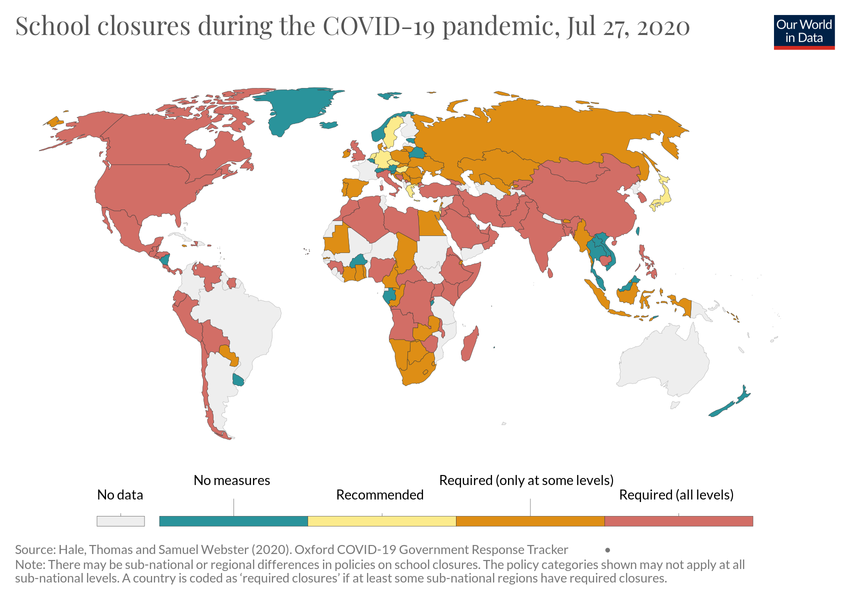 School closures during the COVID-19 pandemic, Jul 27, 2020
Our World
in Data
No data
No measures
Recommended
Required (only at some levels)
Required (all levels)
Source: Hale, Thomas and Samuel Webster (2020). Oxford COVID-19 Government Response Tracker
Note: There may be sub-national or regional differences in policies on school closures. The policy categories shown may not apply at all
sub-national levels. A country is coded as ‘required closures’ if at least some sub-national regions have required closures.